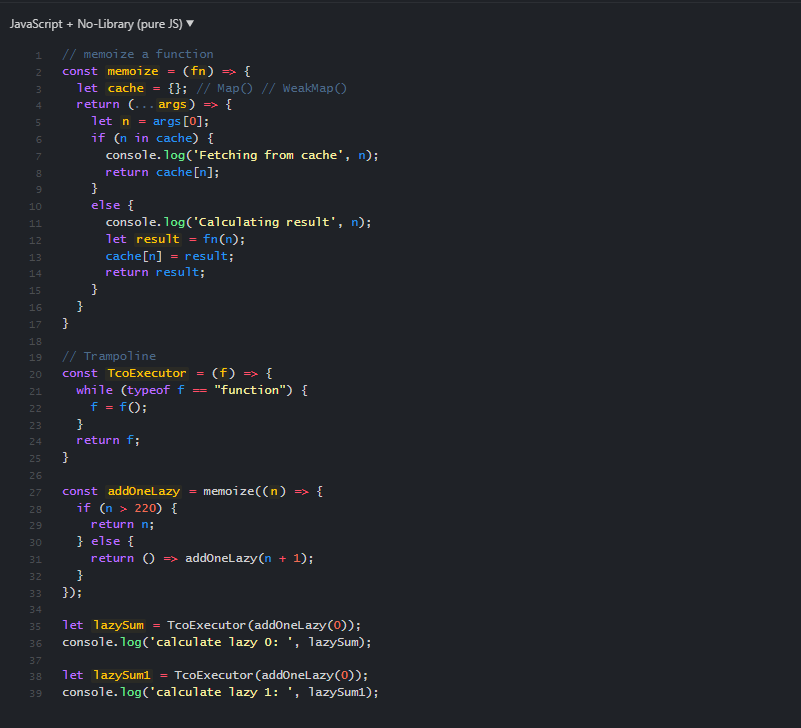 JavaScript + No-Library (pure JS) ▼
1 // memoize a function
2 const memoize = (fn) => {
3   let cache = {}; // Map() // WeakMap()
4   return (...args) => {
5     let n = args[0];
6     if (n in cache) {
7       console.log('Fetching from cache', n);
8       return cache[n];
9     }
10     else {
11       console.log('Calculating result', n);
12       let result = fn(n);
13       cache[n] = result;
14       return result;
15     }
16   }
17 }
18
19 // Trampoline
20 const TcoExecutor = (f) => {
21   while (typeof f == "function") {
22     f = f();
23   }
24   return f;
25 }
26
27 const addOneLazy = memoize((n) => {
28   if (n > 220) {
29     return n;
30   } else {
31     return () => addOneLazy(n + 1);
32   }
33 });
34
35 let lazySum = TcoExecutor(addOneLazy(0));
36 console.log('calculate lazy 0: ', lazySum);
37
38 let lazySum1 = TcoExecutor(addOneLazy(0));
39 console.log('calculate lazy 1: ', lazySum1);